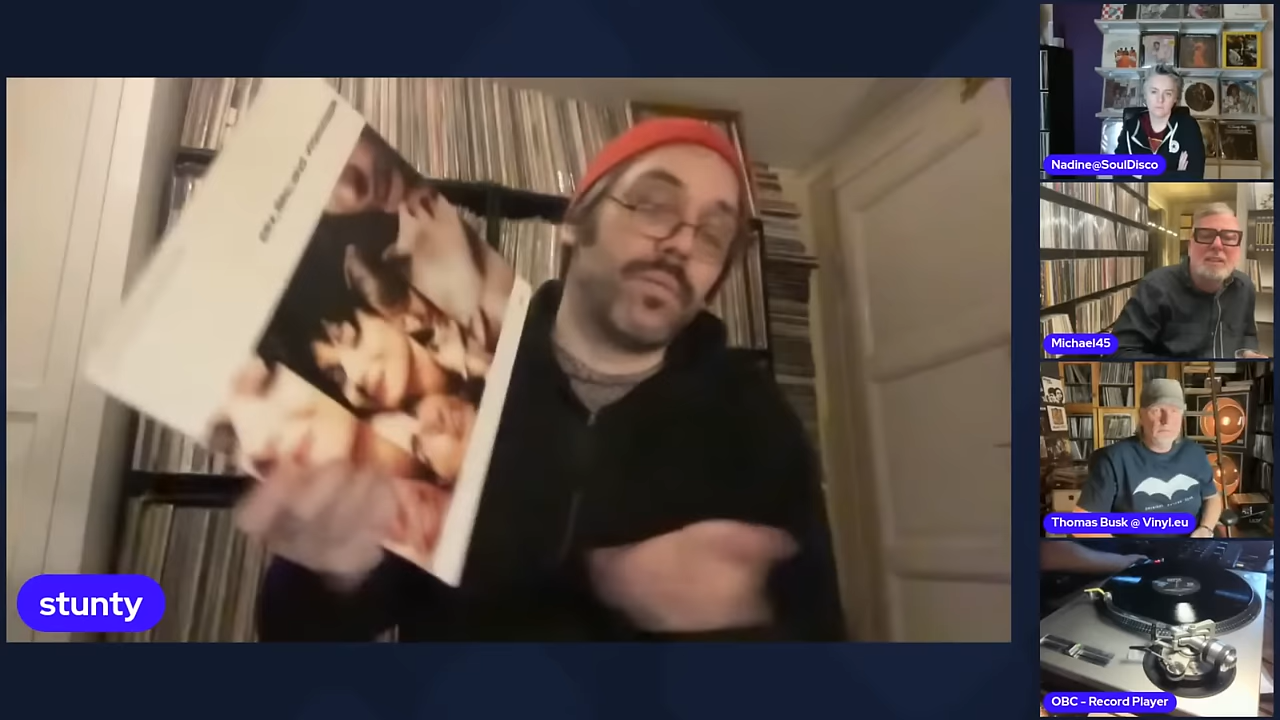 Nadine@SoulDisco
Michael45
Thomas Busk @ Vinyl.eu
stunty
OBC - Record Player